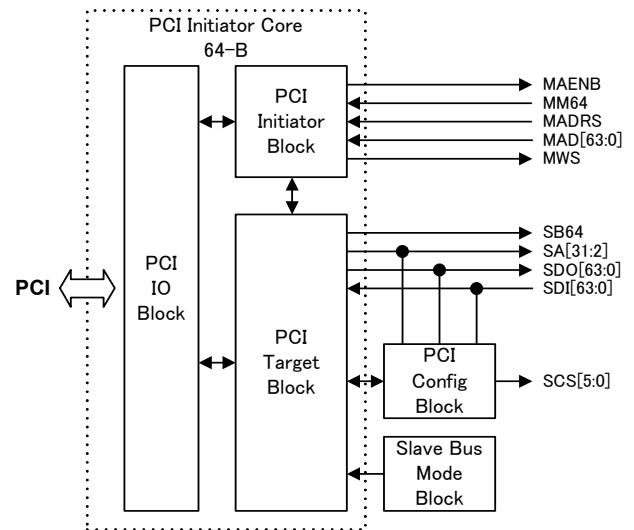 PCI Initiator Core
64-B
PCI
Initiator
Block
MAENB
MM64
MADRS
MAD[63:0]
MWS
PCI
PCI
IO
Block
PCI
Target
Block
SB64
SA[31:2]
SDO[63:0]
SDI[63:0]
PCI
Config
Block
SCS[5:0]
Slave Bus
Mode
Block